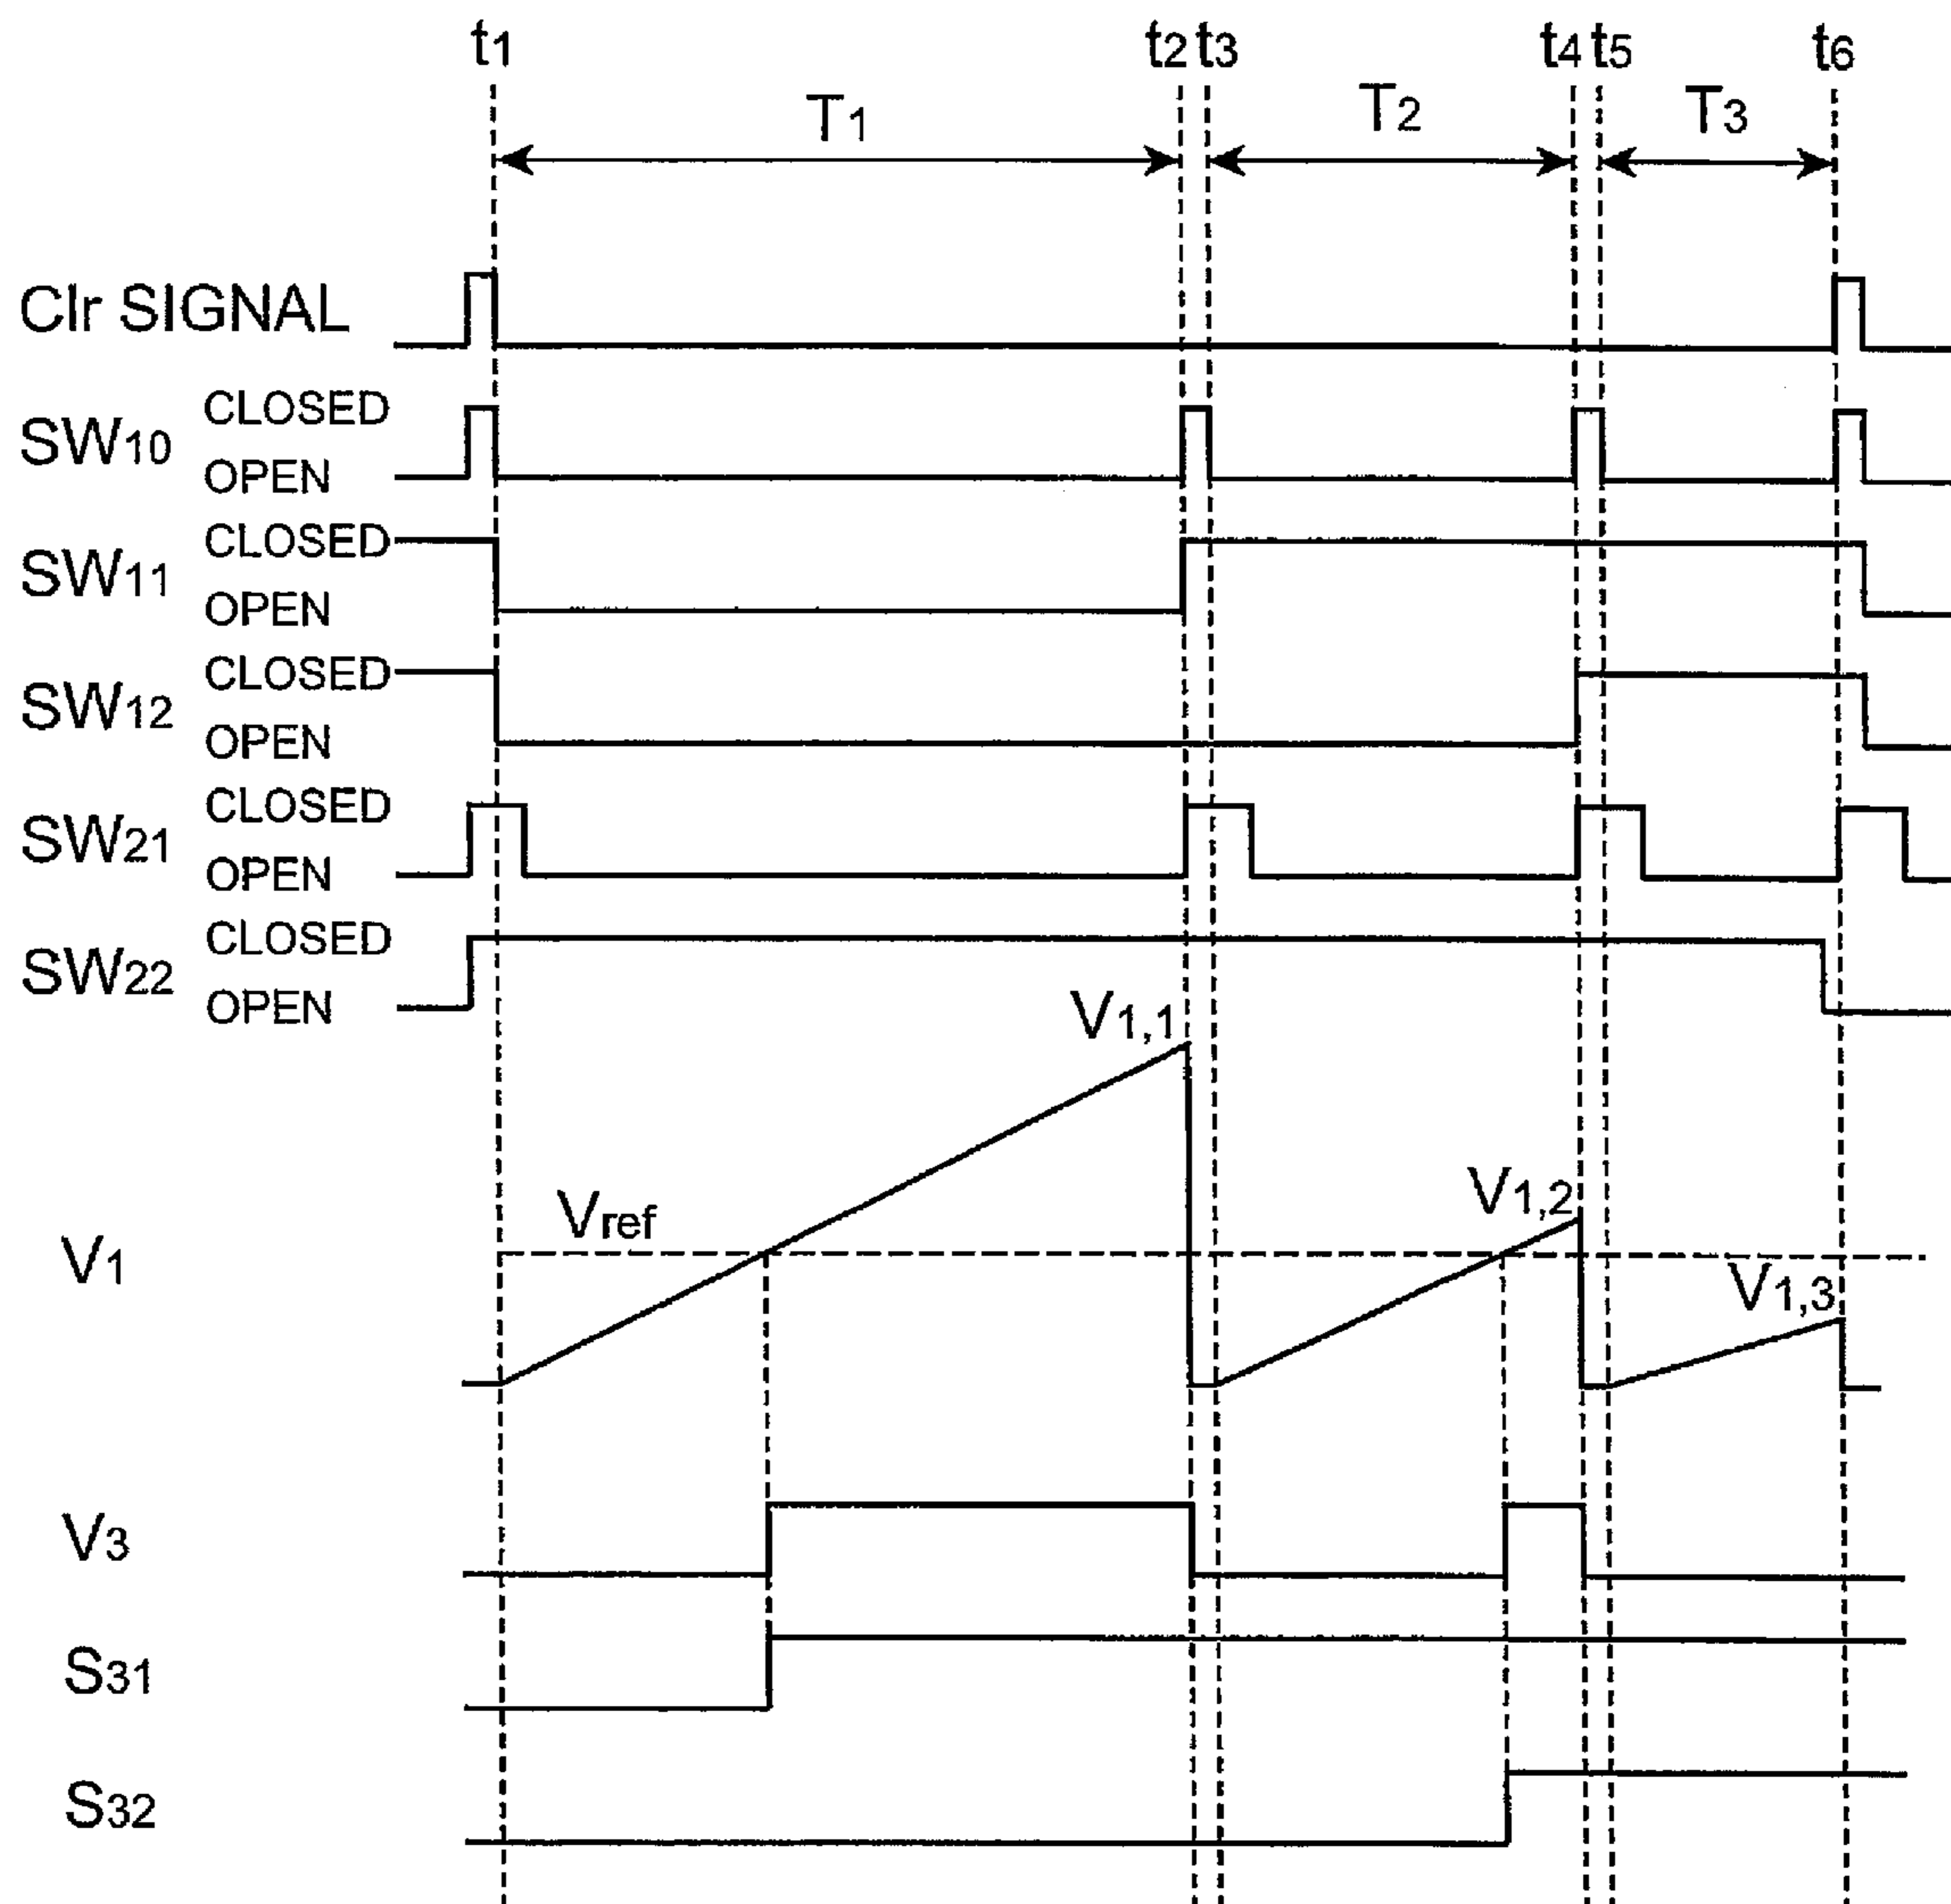 t1 t2 t3 t4 t5 t6
T1 T2 T3
Clr SIGNAL
SW10 CLOSED
OPEN
SW11 CLOSED
OPEN
SW12 CLOSED
OPEN
SW21 CLOSED
OPEN
SW22 CLOSED
OPEN
V1,1
V1,2
Vref
V1
V1,3
V3
S31
S32